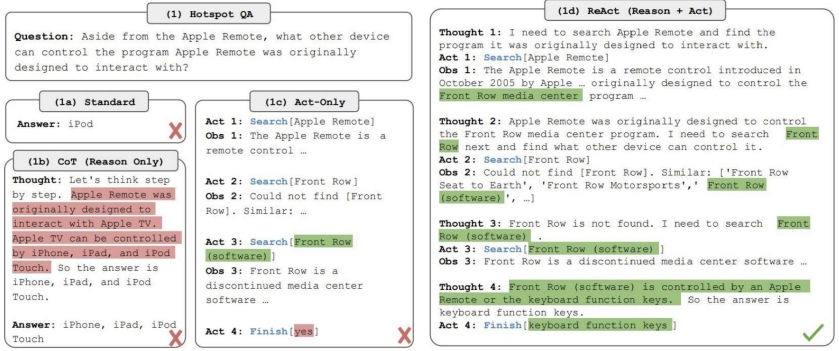 (1) Hotspot QA
Question: Aside from the Apple Remote, what other device
can control the program Apple Remote was originally
designed to interact with?
(1a) Standard
Answer: iPod
(1b) CoT (Reason Only)
Thought: Let's think step
by step. Apple Remote was
originally designed to
interact with Apple TV.
Apple TV can be controlled
by iPhone, iPad, and iPod
Touch. So the answer is
iPhone, iPad, and iPod
Touch.
Answer: iPhone, iPad, iPod
Touch
(1c) Act-Only
Act 1: Search[Apple Remote]
Obs 1: The Apple Remote is a
remote control …
Act 2: Search[Front Row]
Obs 2: Could not find [Front
Row]. Similar: …
Act 3: Search[Front Row
(software)]
Obs 3: Front Row is a
discontinued media center
software …
Act 4: Finish[yes]
(1d) ReAct (Reason + Act)
Thought 1: I need to search Apple Remote and find the
program it was originally designed to interact with.
Act 1: Search[Apple Remote]
Obs 1: The Apple Remote is a remote control introduced in
October 2005 by Apple … originally designed to control the
Front Row media center program …
Thought 2: Apple Remote was originally designed to control
the Front Row media center program. I need to search Front
Row next and find what other device can control it.
Act 2: Search[Front Row]
Obs 2: Could not find [Front Row]. Similar: ['Front Row
Seat to Earth', 'Front Row Motorsports',' Front Row
(software)', …]
Thought 3: Front Row is not found. I need to search Front
Row (software) .
Act 3: Search[Front Row (software)]
Obs 3: Front Row is a discontinued media center software …
Thought 4: Front Row (software) is controlled by an Apple
Remote or the keyboard function keys. So the answer is
keyboard function keys.
Act 4: Finish[keyboard function keys]